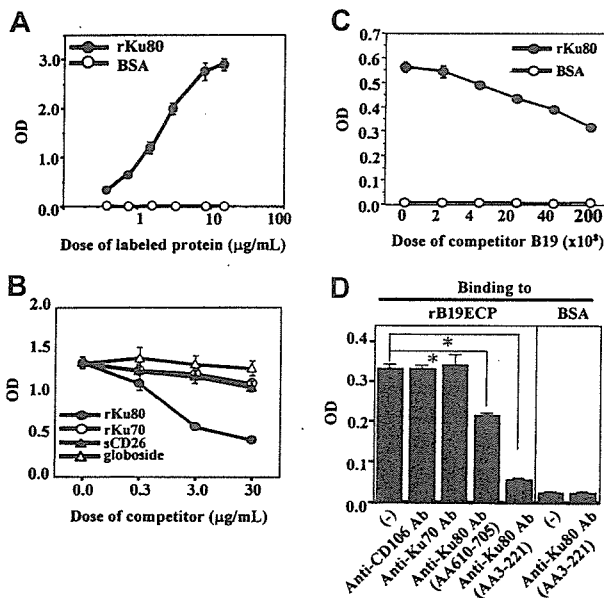 A
rKu80
BSA
3.0
2.0
1.0
0.0
OD
1 10 100
Dose of labeled protein (μg/mL)
B
2.0
1.5
1.0
0.5
0.0
OD
rKu80
rKu70
sCD26
globoside
0.0 0.3 3.0 30
Dose of competitor (μg/mL)
C
0.7
0.6
0.5
0.4
0.3
0.2
0.1
0.0
OD
rKu80
BSA
0 2 4 20 40 200
Dose of competitor B19 (x10⁸)
D
Binding to
rB19ECP BSA
0.4
0.3
0.2
0.1
0.0
OD
*
*
(-)
Anti-CD106 Ab
Anti-Ku70 Ab
Anti-Ku80 Ab
(AA610-705)
Anti-Ku80 Ab
(AA3-221)
(-)
Anti-Ku80 Ab
(AA3-221)